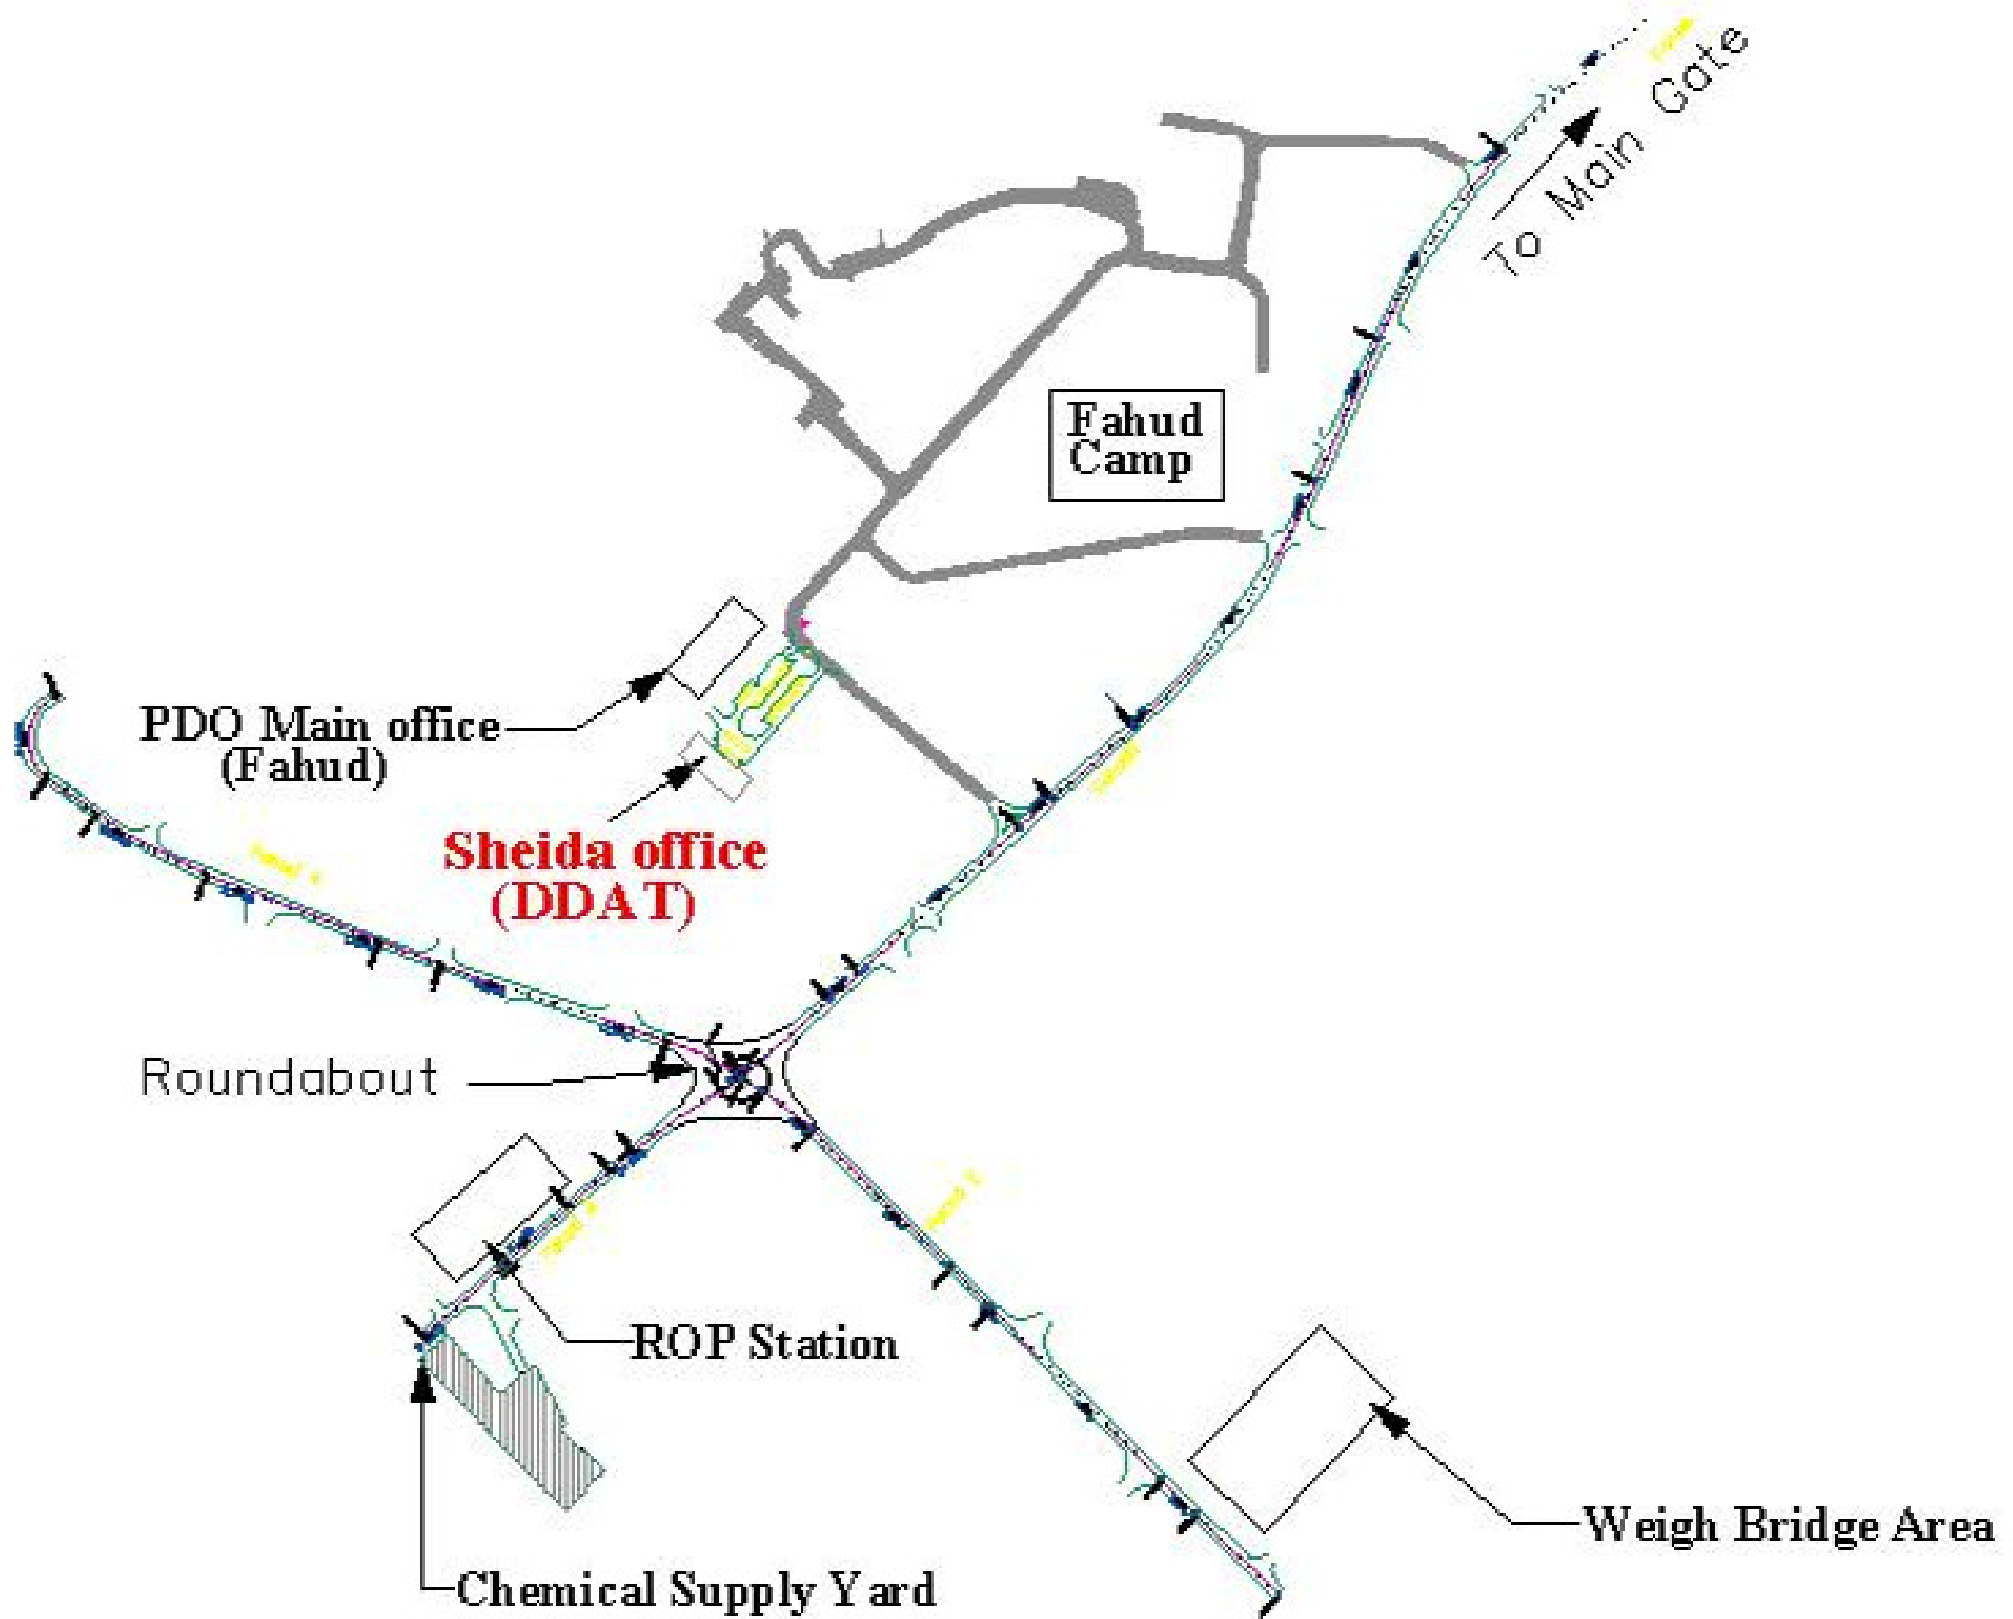 To Main Gate
Fahud
Camp
PDO Main office
(Fahud)
Sheida office
(DDAT)
Roundabout
ROP Station
Weigh Bridge Area
Chemical Supply Yard